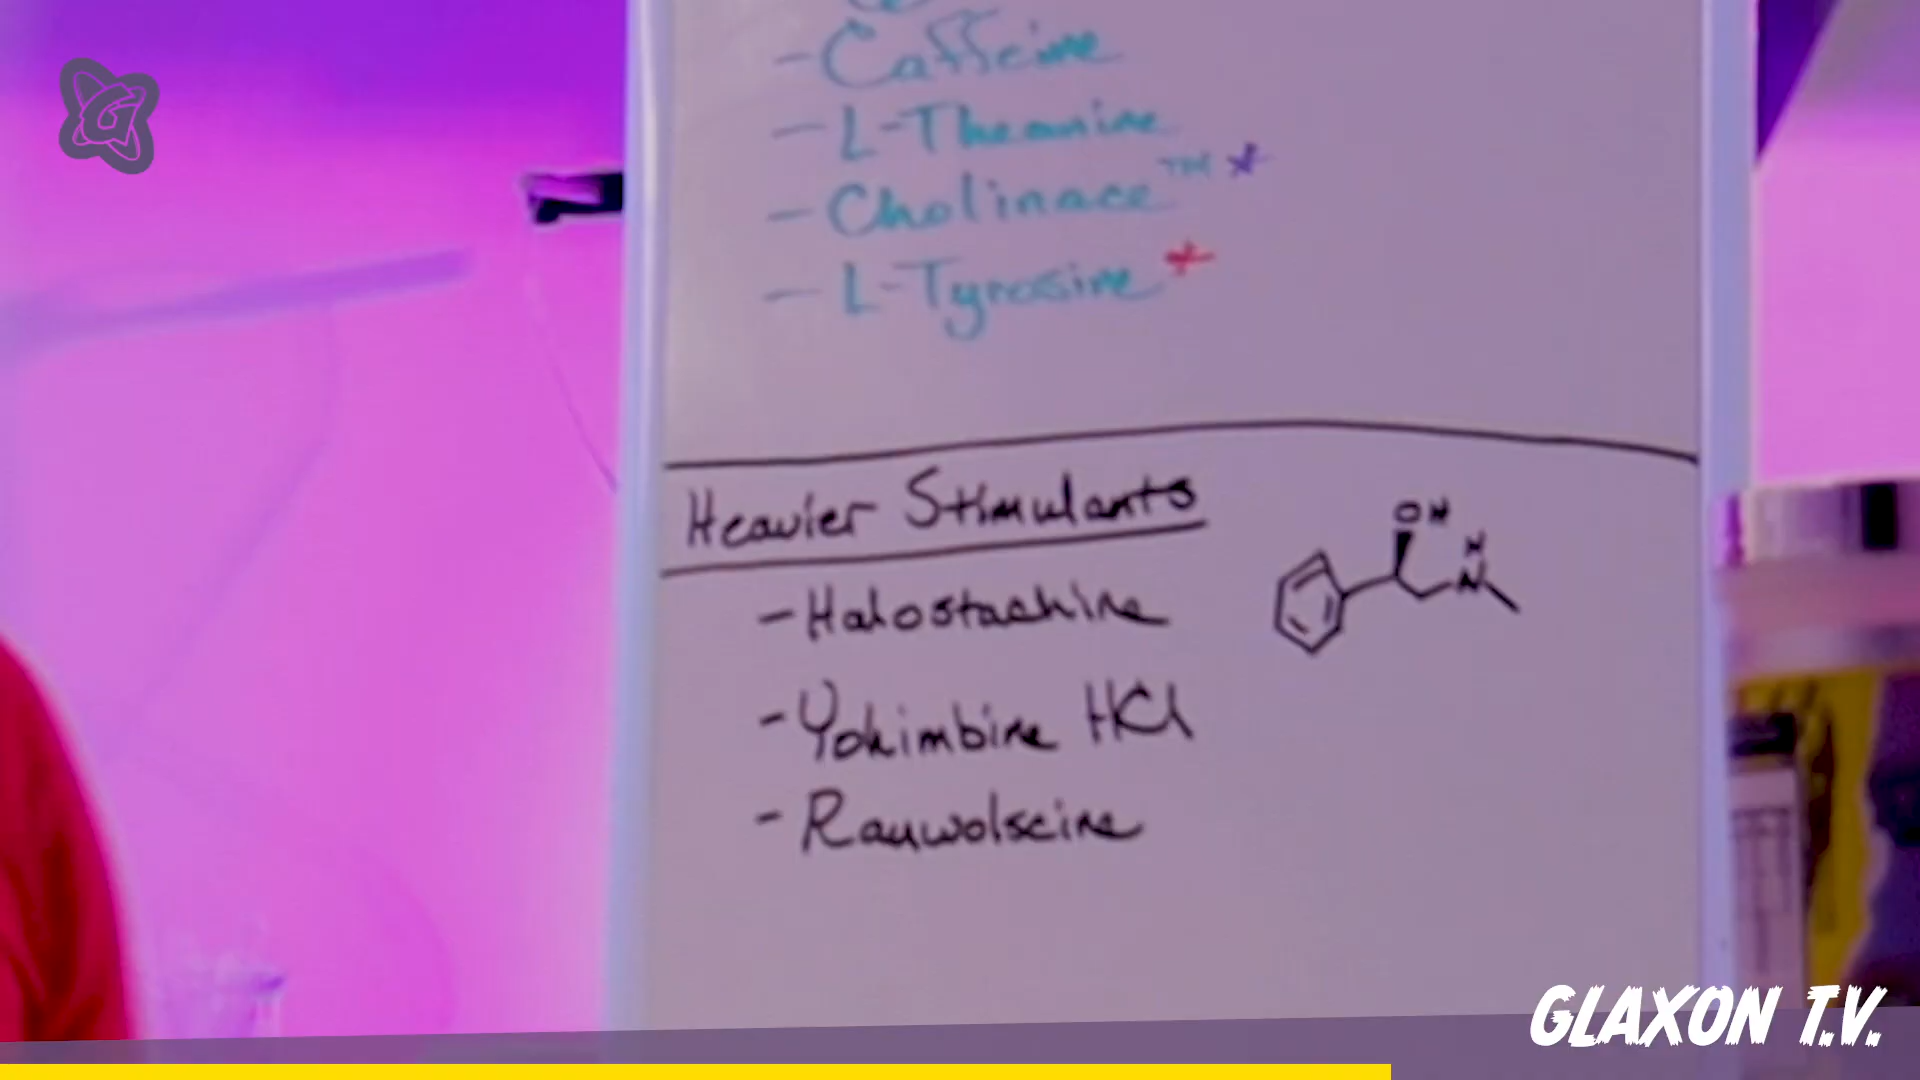 - Caffeine
- L-Theanine
- Cholinace™ *
- L-Tyrosine *
Heavier Stimulants
- Halostachine
OH
H
N
- Yohimbine HCl
- Rauwolscine
G
GLAXON T.V.